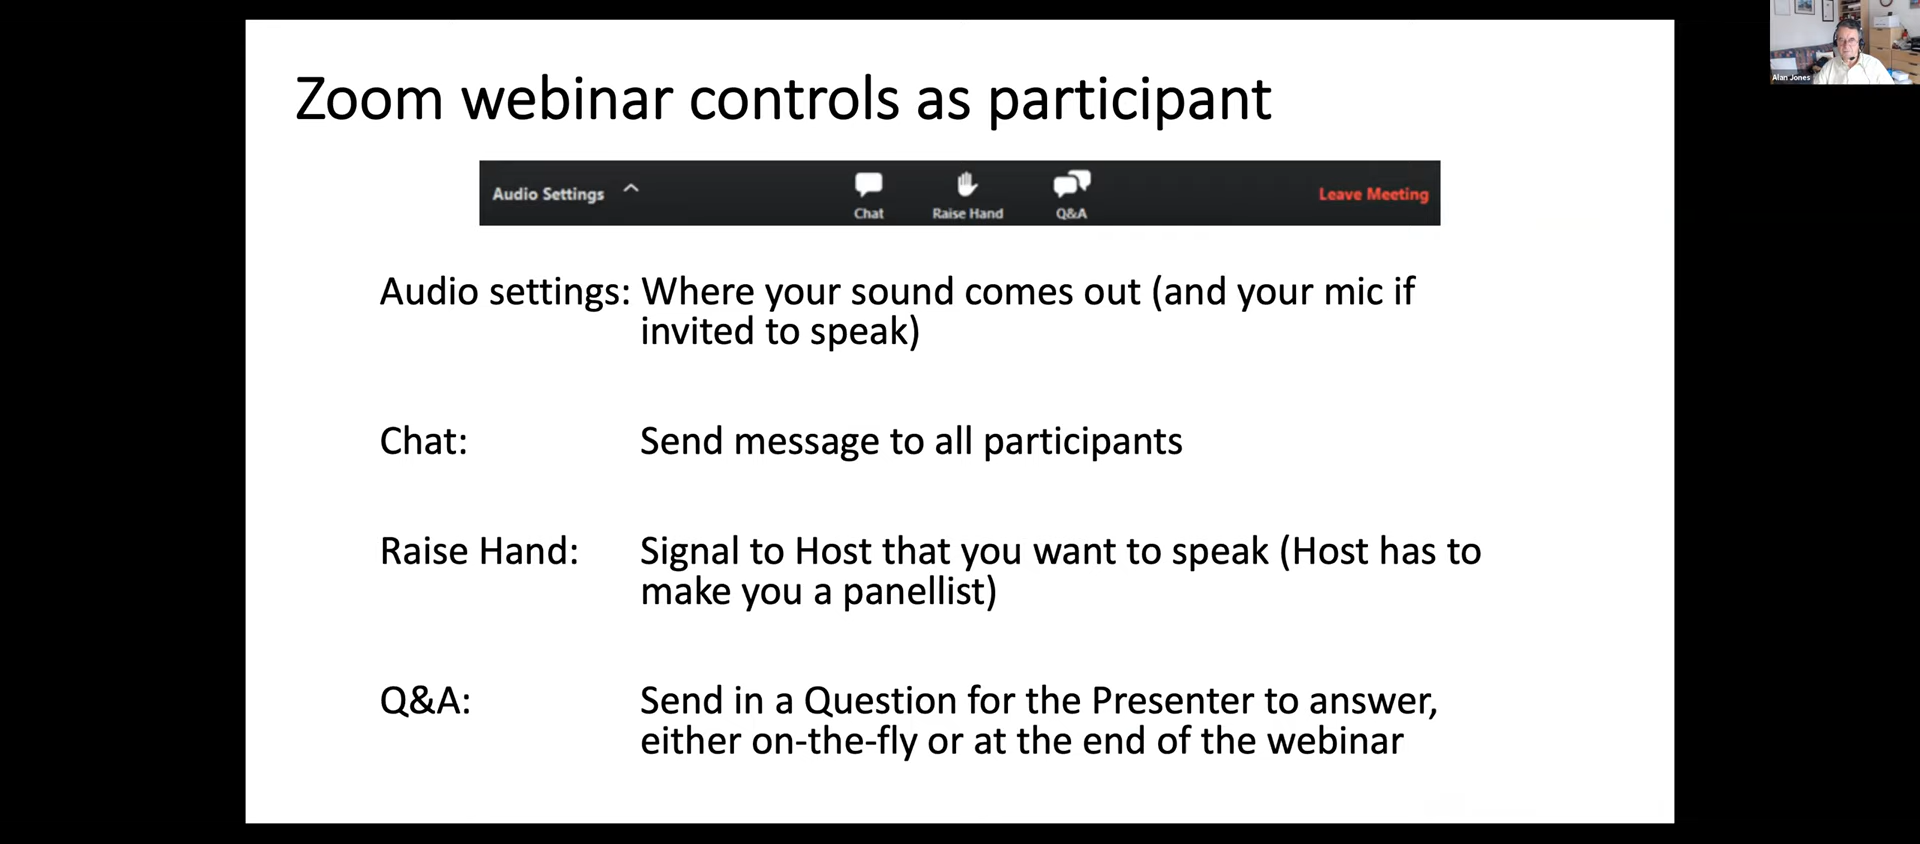 Zoom webinar controls as participant
Alan Jones
Audio Settings
Chat
Raise Hand
Q&A
Leave Meeting
Audio settings: Where your sound comes out (and your mic if
invited to speak)
Chat: Send message to all participants
Raise Hand: Signal to Host that you want to speak (Host has to
make you a panellist)
Q&A: Send in a Question for the Presenter to answer,
either on-the-fly or at the end of the webinar